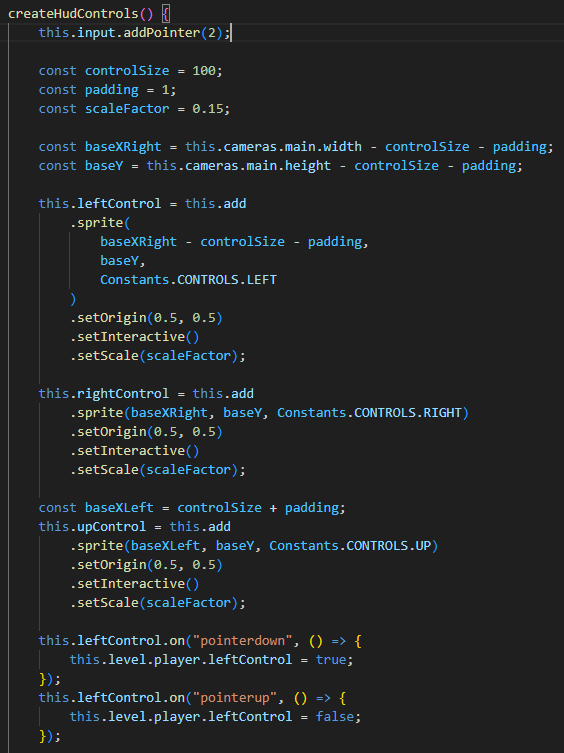 createHudControls() {
this.input.addPointer(2);
const controlSize = 100;
const padding = 1;
const scaleFactor = 0.15;
const baseXRight = this.cameras.main.width - controlSize - padding;
const baseY = this.cameras.main.height - controlSize - padding;
this.leftControl = this.add
.sprite(
baseXRight - controlSize - padding,
baseY,
Constants.CONTROLS.LEFT
)
.setOrigin(0.5, 0.5)
.setInteractive()
.setScale(scaleFactor);
this.rightControl = this.add
.sprite(baseXRight, baseY, Constants.CONTROLS.RIGHT)
.setOrigin(0.5, 0.5)
.setInteractive()
.setScale(scaleFactor);
const baseXLeft = controlSize + padding;
this.upControl = this.add
.sprite(baseXLeft, baseY, Constants.CONTROLS.UP)
.setOrigin(0.5, 0.5)
.setInteractive()
.setScale(scaleFactor);
this.leftControl.on("pointerdown", () => {
this.level.player.leftControl = true;
});
this.leftControl.on("pointerup", () => {
this.level.player.leftControl = false;
});